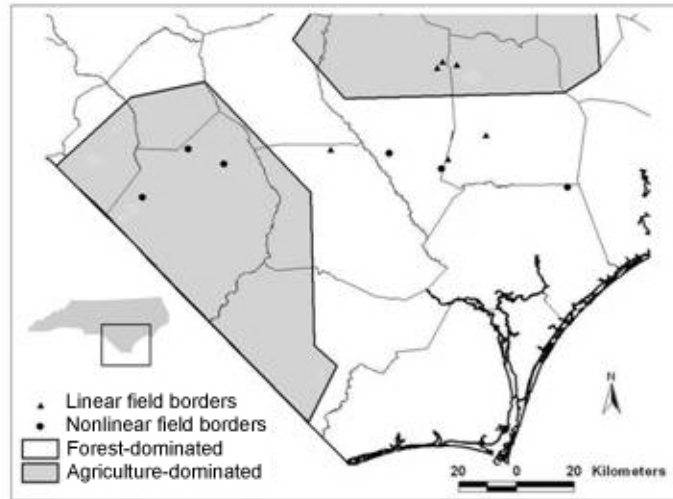 N
Linear field borders
Nonlinear field borders
Forest-dominated
Agriculture-dominated
20 0 20 Kilometers